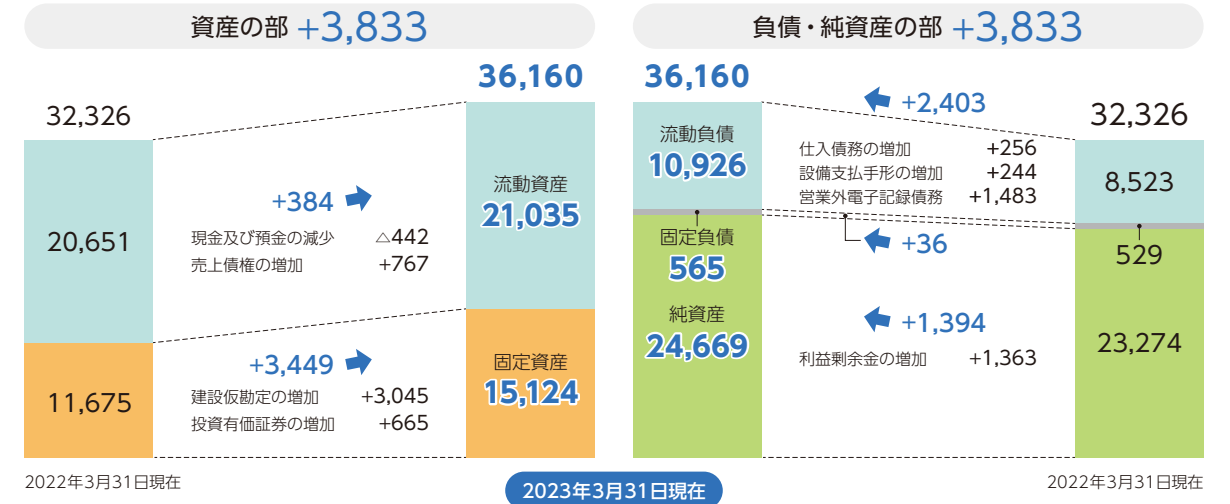 資産の部 +3,833
36,160
32,326
20,651
11,675
+384
現金及び預金の減少 △442
売上債権の増加 +767
流動資産
21,035
+3,449
建設仮勘定の増加 +3,045
投資有価証券の増加 +665
固定資産
15,124
2022年3月31日現在
2023年3月31日現在
負債・純資産の部 +3,833
36,160
32,326
流動負債
10,926
+2,403
仕入債務の増加 +256
設備支払手形の増加 +244
営業外電子記録債務 +1,483
8,523
固定負債
565
+36
529
純資産
24,669
+1,394
利益剰余金の増加 +1,363
23,274
2022年3月31日現在